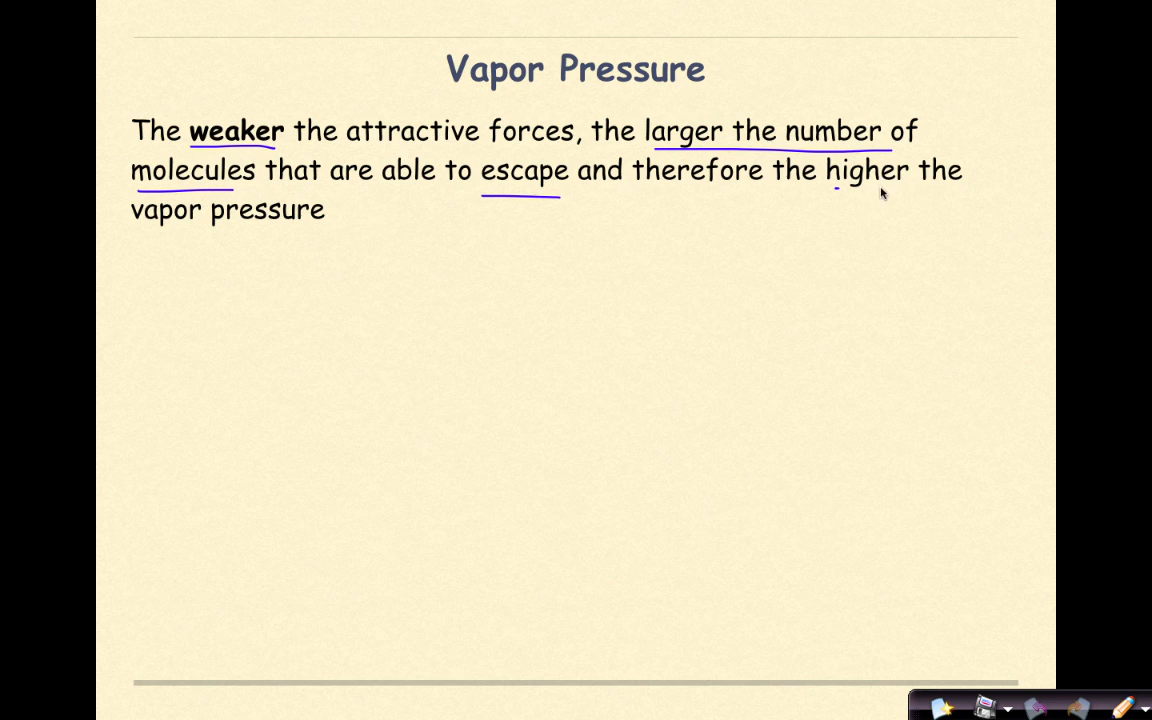 Vapor Pressure
The weaker the attractive forces, the larger the number of
molecules that are able to escape and therefore the higher the
vapor pressure